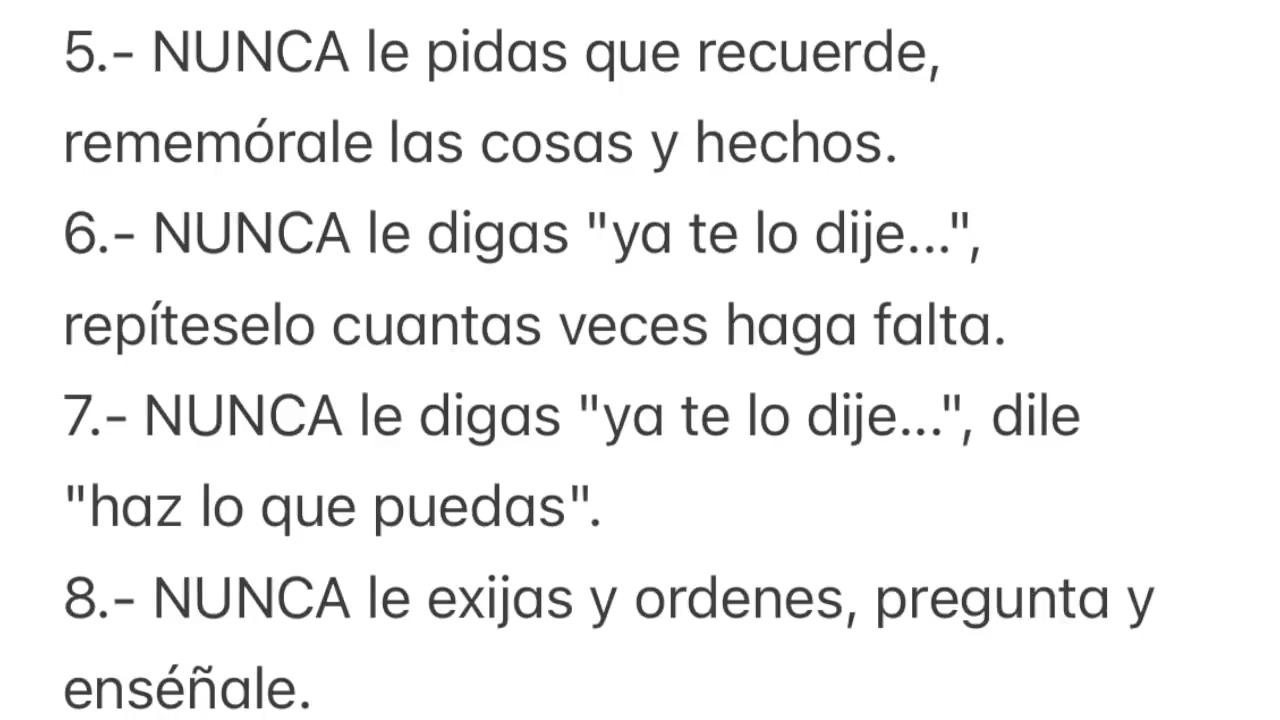 5.- NUNCA le pidas que recuerde,
rememórale las cosas y hechos.
6.- NUNCA le digas "ya te lo dije...",
repíteselo cuantas veces haga falta.
7.- NUNCA le digas "ya te lo dije...", dile
"haz lo que puedas".
8.- NUNCA le exijas y ordenes, pregunta y
enséñale.